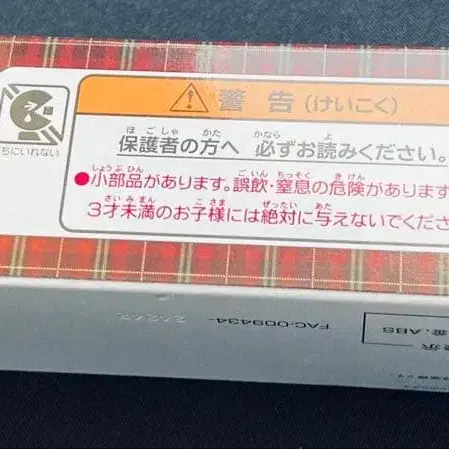 警告(けいこく)
ほごしゃ かた かなら よ
保護者の方へ 必ずお読みください。
しょうぶひん ごいん ちっそく きけん
●小部品があります。誤飲・窒息の危険があります
さいみまん こさま ぜったい あた
3才未満のお子様には絶対に与えないでくださ
ちにいれない
FAC-009434-
ABS